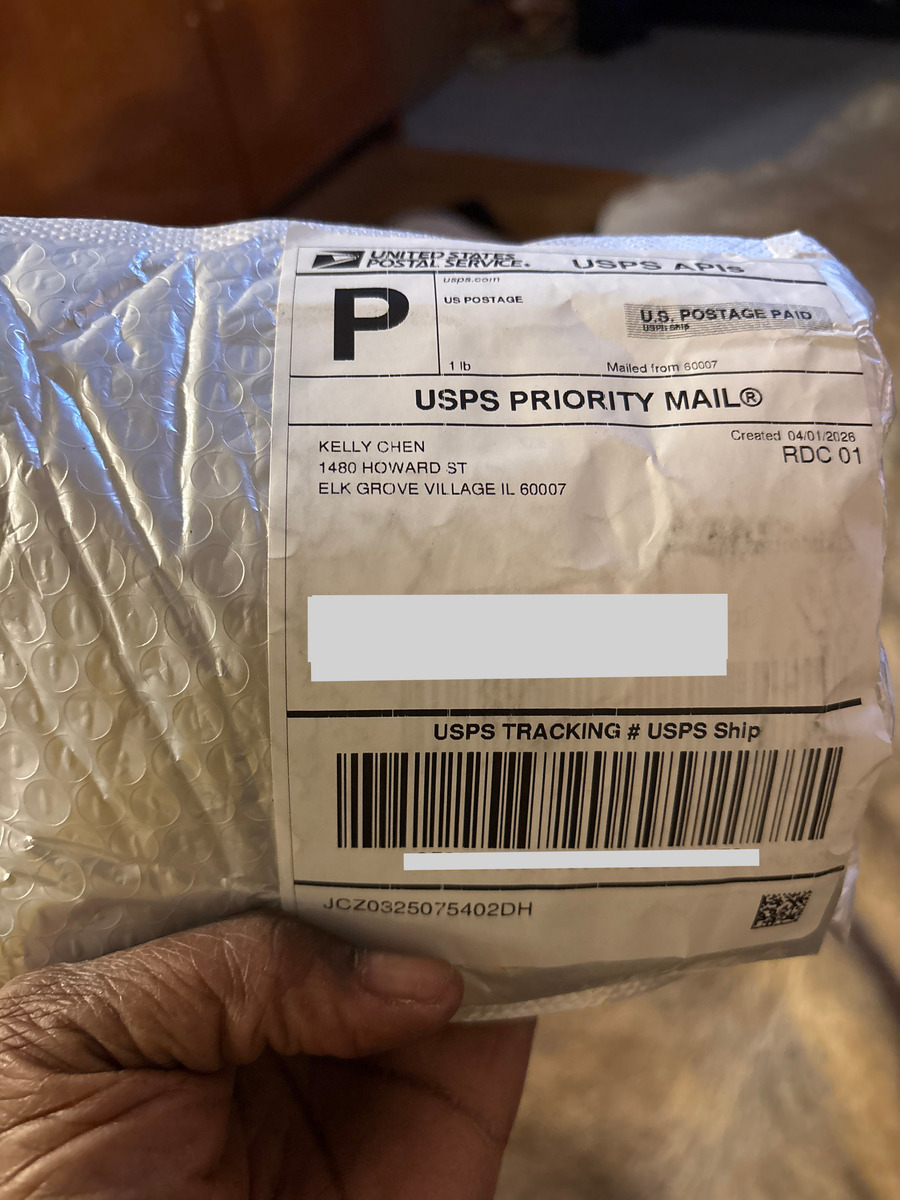 UNITED STATES
POSTAL SERVICE.
USPS APIs
P
usps.com
US POSTAGE
U.S. POSTAGE PAID
USPS Ship
1 lb
Mailed from 60007
USPS PRIORITY MAIL®
KELLY CHEN
1480 HOWARD ST
ELK GROVE VILLAGE IL 60007
Created 04/01/2026
RDC 01
USPS TRACKING # USPS Ship
JCZ0325075402DH